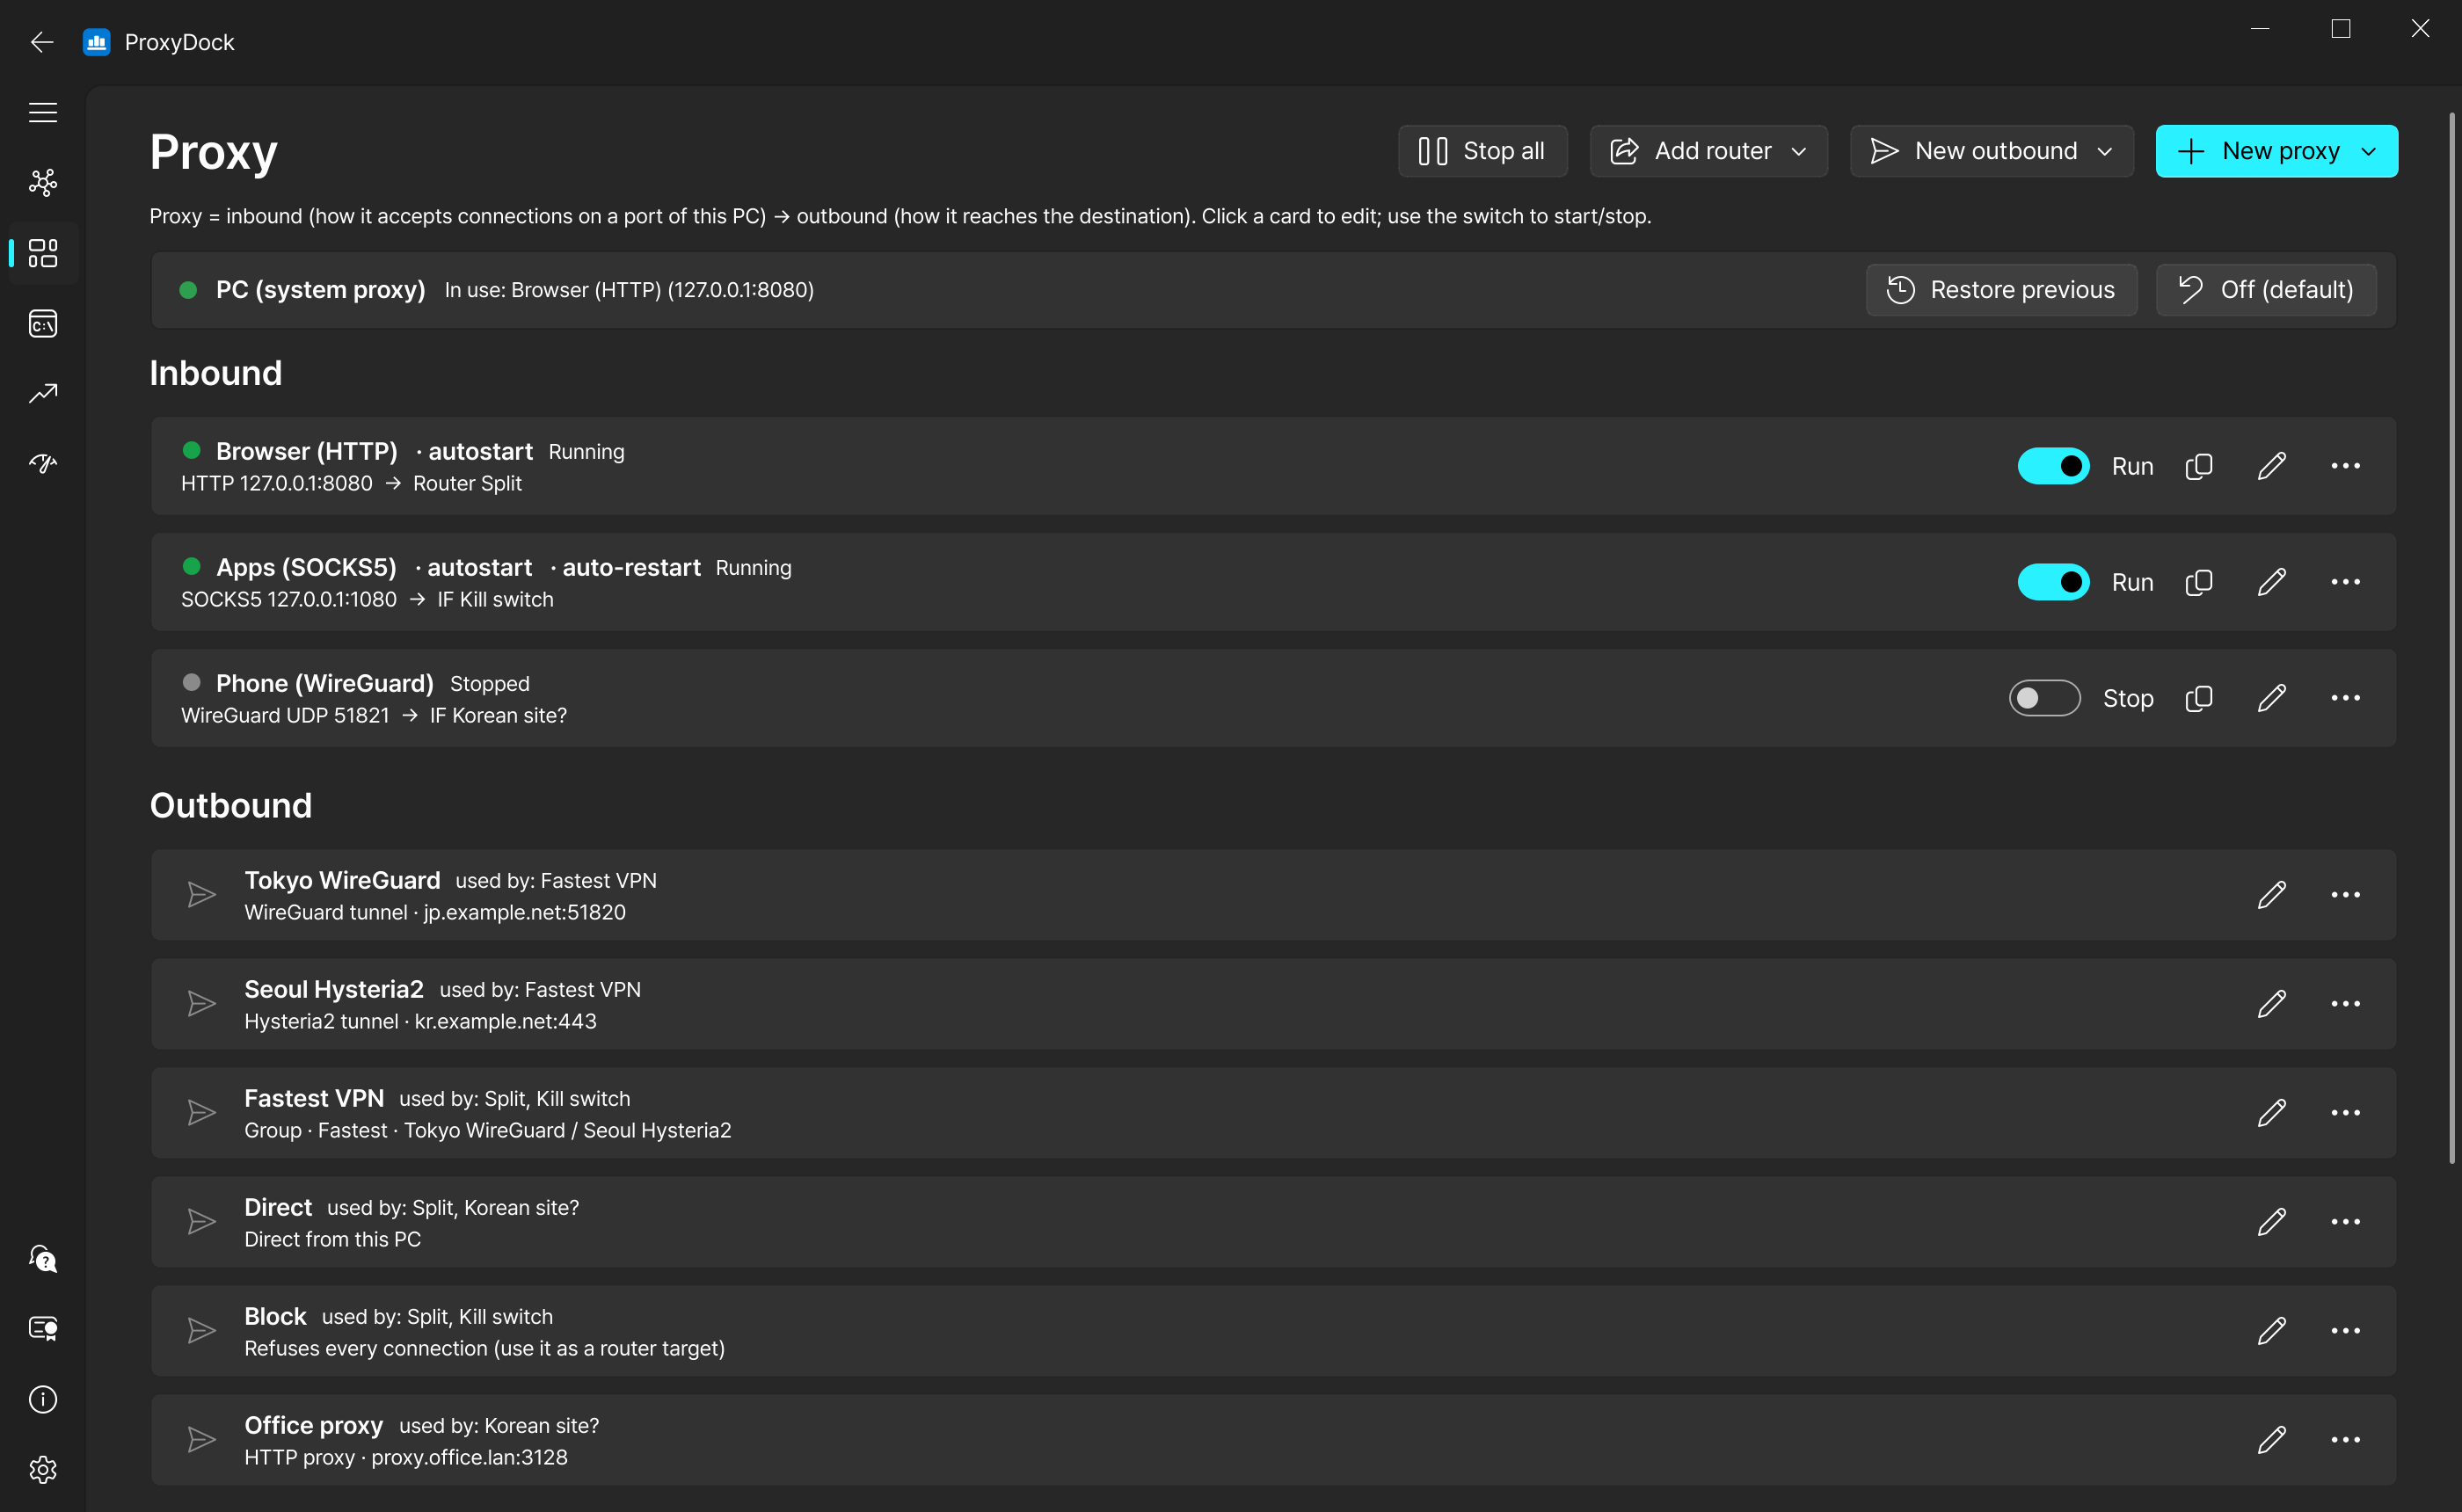 ProxyDock
Proxy
Stop all
Add router
New outbound
New proxy
Proxy = inbound (how it accepts connections on a port of this PC) → outbound (how it reaches the destination). Click a card to edit; use the switch to start/stop.
PC (system proxy) In use: Browser (HTTP) (127.0.0.1:8080)
Restore previous
Off (default)
Inbound
Browser (HTTP) · autostart Running
HTTP 127.0.0.1:8080 → Router Split
Run
Apps (SOCKS5) · autostart · auto-restart Running
SOCKS5 127.0.0.1:1080 → IF Kill switch
Run
Phone (WireGuard) Stopped
WireGuard UDP 51821 → IF Korean site?
Stop
Outbound
Tokyo WireGuard used by: Fastest VPN
WireGuard tunnel · jp.example.net:51820
Seoul Hysteria2 used by: Fastest VPN
Hysteria2 tunnel · kr.example.net:443
Fastest VPN used by: Split, Kill switch
Group · Fastest · Tokyo WireGuard / Seoul Hysteria2
Direct used by: Split, Korean site?
Direct from this PC
Block used by: Split, Kill switch
Refuses every connection (use it as a router target)
Office proxy used by: Korean site?
HTTP proxy · proxy.office.lan:3128